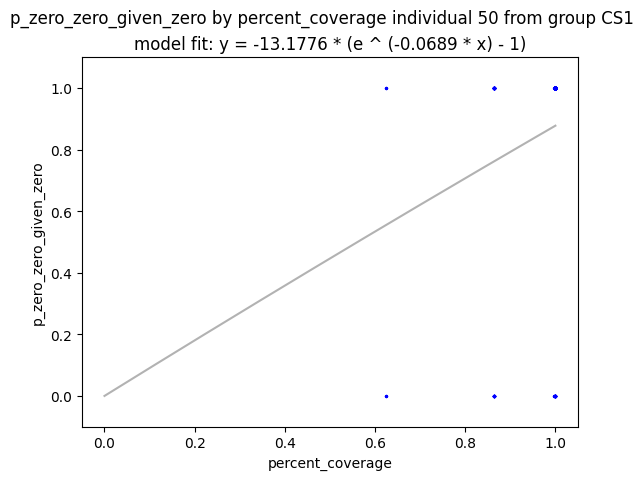 p_zero_zero_given_zero by percent_coverage individual 50 from group CS1
model fit: y = -13.1776 * (e ^ (-0.0689 * x) - 1)
1.0
0.8
0.6
0.4
0.2
0.0
p_zero_zero_given_zero
0.0 0.2 0.4 0.6 0.8 1.0
percent_coverage